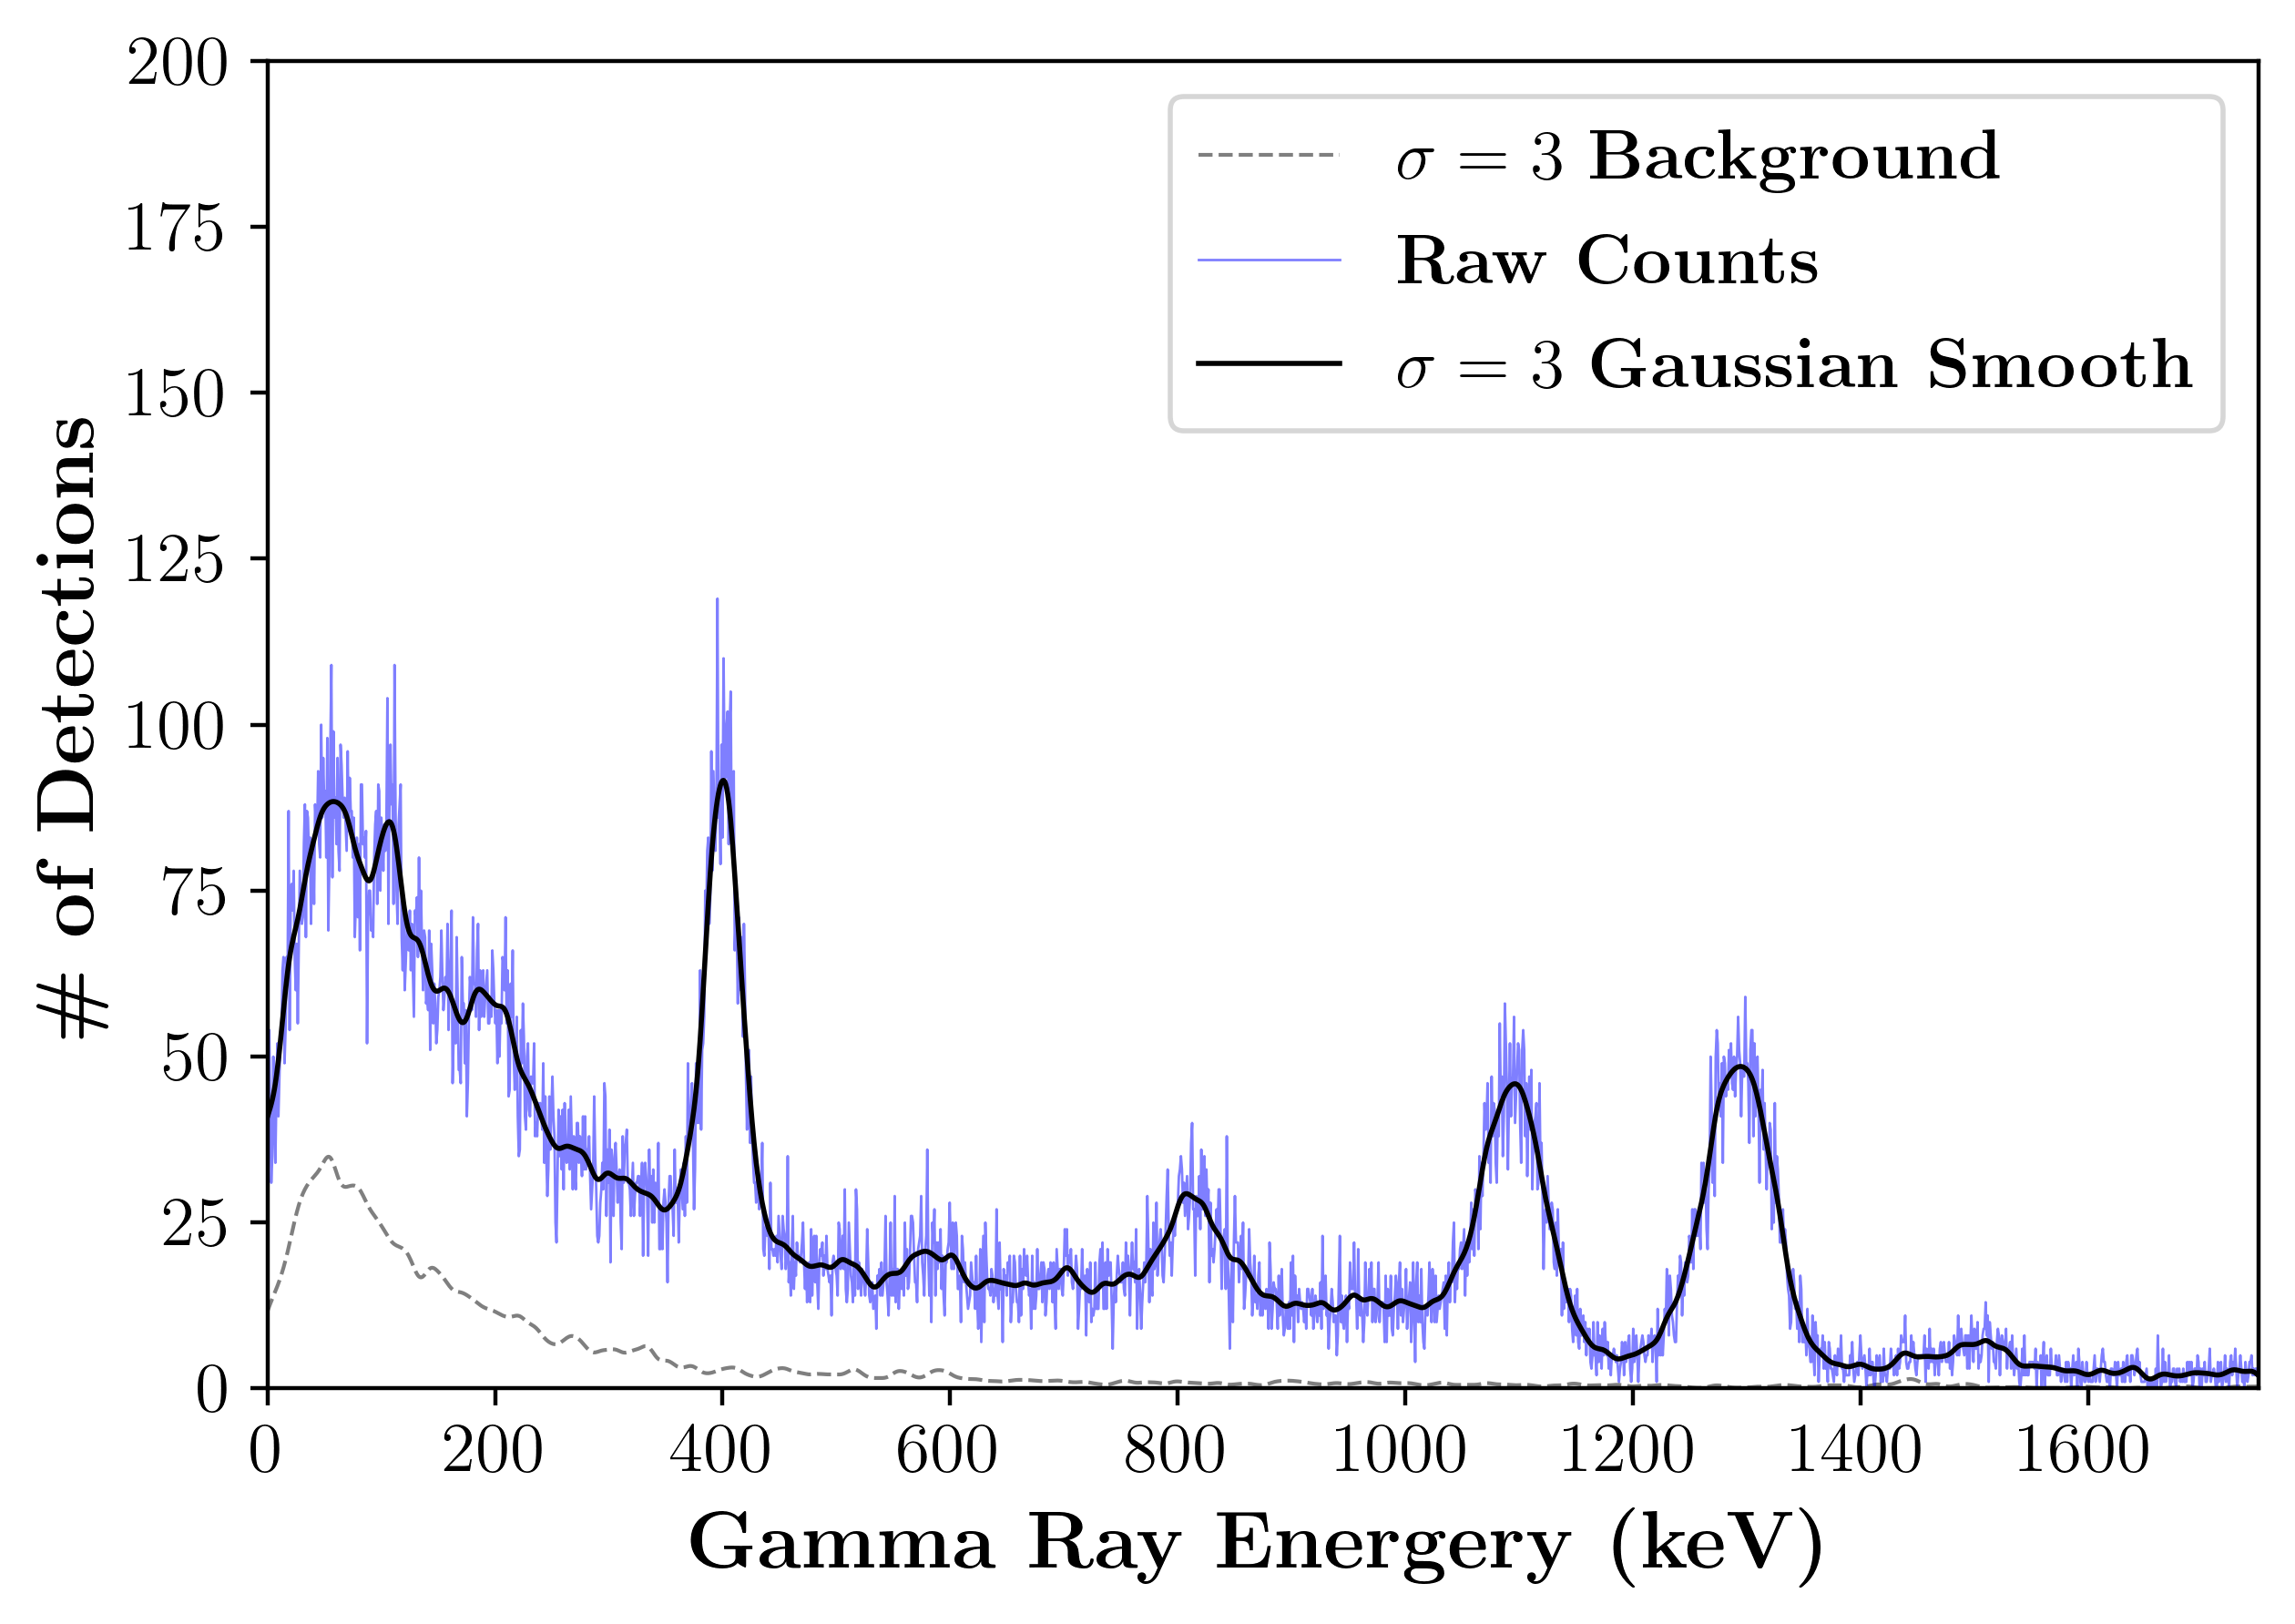 200
175
150
125
100
75
50
25
0
# of Detections
σ = 3 Background
Raw Counts
σ = 3 Gaussian Smooth
0 200 400 600 800 1000 1200 1400 1600
Gamma Ray Energery (keV)